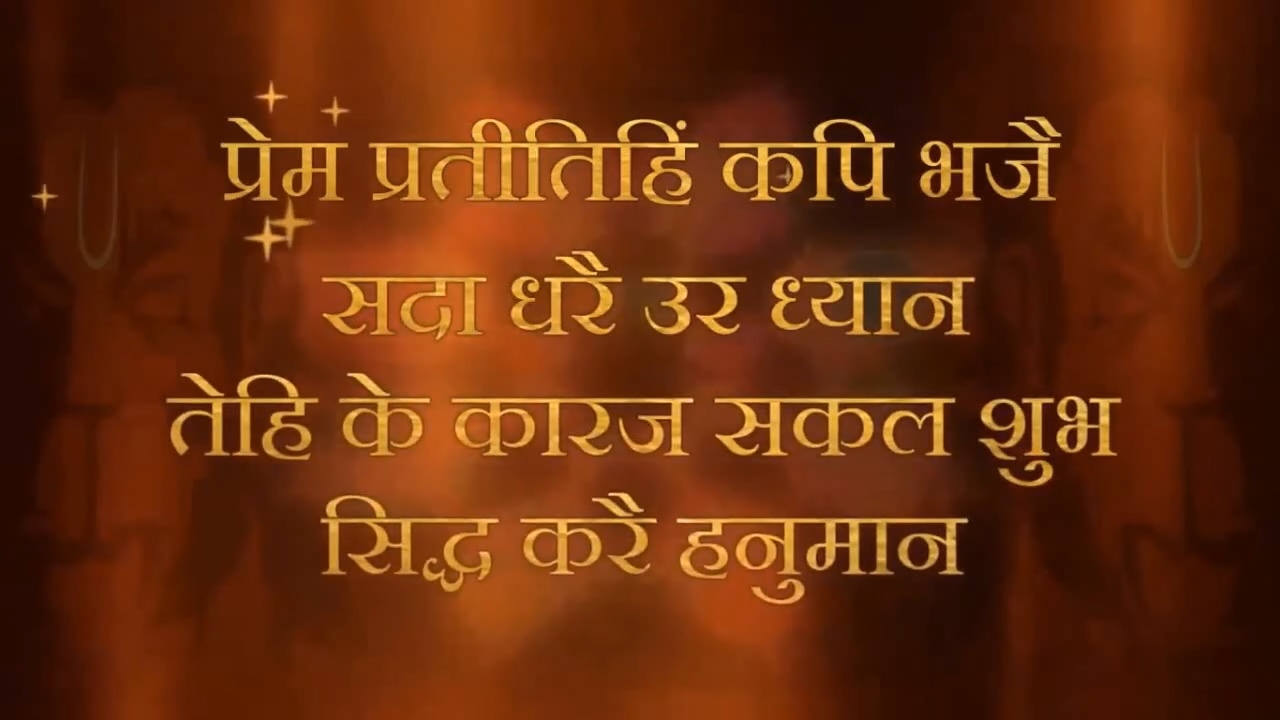 प्रेम प्रतीतिहिं कपि भजै
सदा धरै उर ध्यान
तेहि के कारज सकल शुभ
सिद्ध करै हनुमान